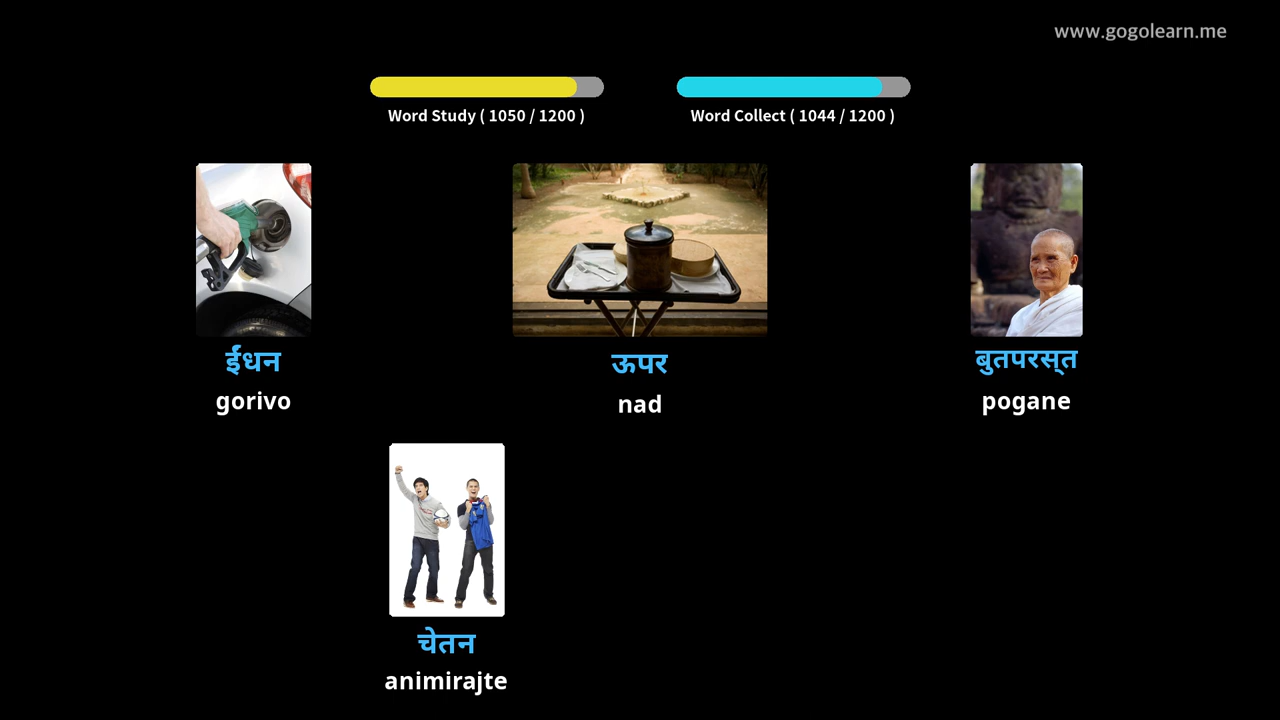 www.gogolearn.me
Word Study ( 1050 / 1200 )
Word Collect ( 1044 / 1200 )
ईंधन
gorivo
ऊपर
nad
बुतपरस्त
pogane
चेतन
animirajte